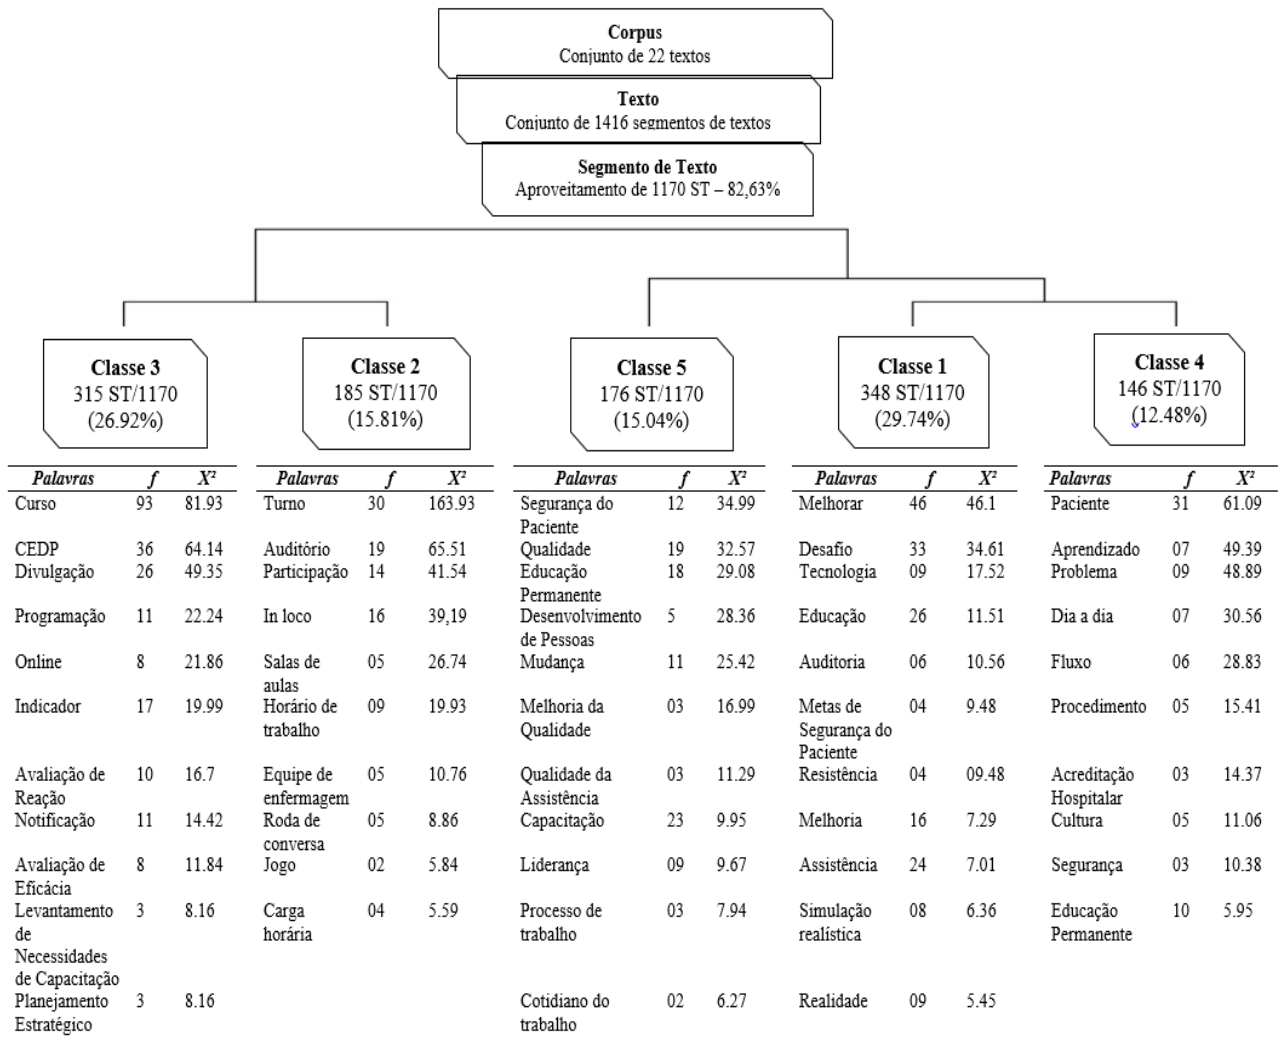 Corpus
Conjunto de 22 textos
Texto
Conjunto de 1416 segmentos de textos
Segmento de Texto
Aproveitamento de 1170 ST – 82,63%
Classe 3
315 ST/1170
(26.92%)
Palavras f X²
Curso 93 81.93
CEDP 36 64.14
Divulgação 26 49.35
Programação 11 22.24
Online 8 21.86
Indicador 17 19.99
Avaliação de 10 16.7
Reação
Notificação 11 14.42
Avaliação de 8 11.84
Eficácia
Levantamento 3 8.16
de
Necessidades
de Capacitação
Planejamento 3 8.16
Estratégico
Classe 2
185 ST/1170
(15.81%)
Palavras f X²
Turno 30 163.93
Auditório 19 65.51
Participação 14 41.54
In loco 16 39,19
Salas de 05 26.74
aulas
Horário de 09 19.93
trabalho
Equipe de 05 10.76
enfermagem
Roda de 05 8.86
conversa
Jogo 02 5.84
Carga 04 5.59
horária
Classe 5
176 ST/1170
(15.04%)
Palavras f X²
Segurança do 12 34.99
Paciente
Qualidade 19 32.57
Educação 18 29.08
Permanente
Desenvolvimento 5 28.36
de Pessoas
Mudança 11 25.42
Melhoria da 03 16.99
Qualidade
Qualidade da 03 11.29
Assistência
Capacitação 23 9.95
Liderança 09 9.67
Processo de 03 7.94
trabalho
Cotidiano do 02 6.27
trabalho
Classe 1
348 ST/1170
(29.74%)
Palavras f X²
Melhorar 46 46.1
Desafio 33 34.61
Tecnologia 09 17.52
Educação 26 11.51
Auditoria 06 10.56
Metas de 04 9.48
Segurança do
Paciente
Resistência 04 09.48
Melhoria 16 7.29
Assistência 24 7.01
Simulação 08 6.36
realística
Realidade 09 5.45
Classe 4
146 ST/1170
(12.48%)
Palavras f X²
Paciente 31 61.09
Aprendizado 07 49.39
Problema 09 48.89
Dia a dia 07 30.56
Fluxo 06 28.83
Procedimento 05 15.41
Acreditação 03 14.37
Hospitalar
Cultura 05 11.06
Segurança 03 10.38
Educação 10 5.95
Permanente